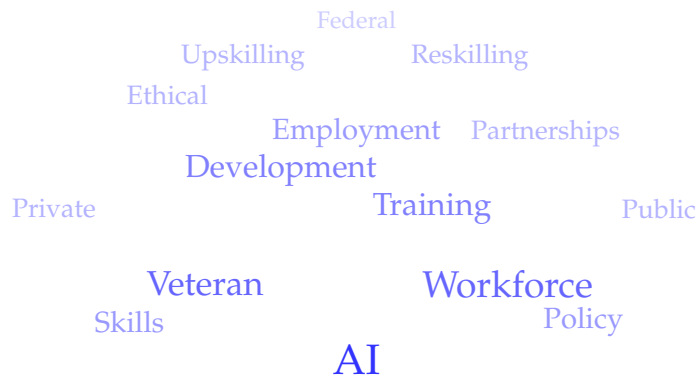 Federal
Upskilling Reskilling
Ethical
Employment Partnerships
Development
Private Training Public
Veteran Workforce
Skills Policy
AI